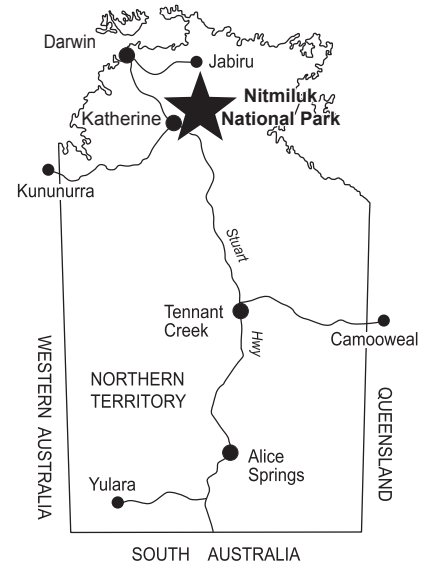 Darwin
Jabiru
Nitmiluk
National Park
Katherine
Kununurra
Stuart
Tennant
Creek
Hwy
Camooweal
WESTERN AUSTRALIA
NORTHERN
TERRITORY
QUEENSLAND
Alice
Springs
Yulara
SOUTH AUSTRALIA